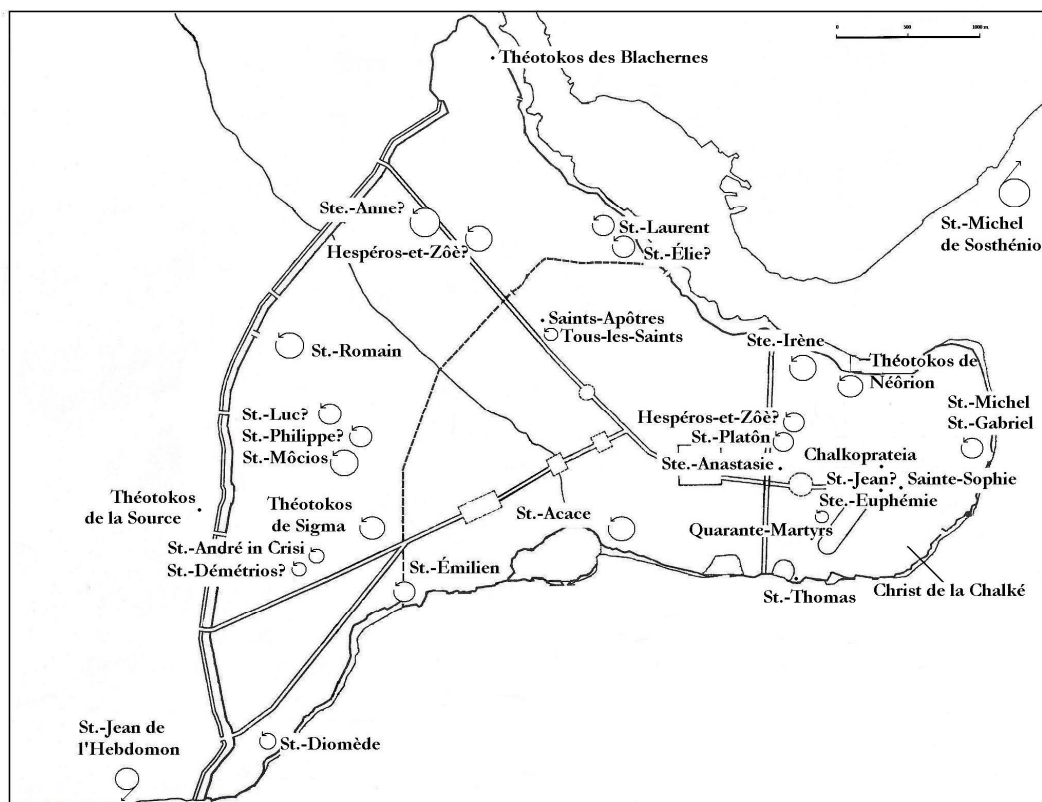 0 500 1000 m
Théotokos des Blachernes
Ste.-Anne?
Hespéros-et-Zôè?
St.-Laurent
St.-Élie?
St.-Michel
de Sosthénion
Saints-Apôtres
Tous-les-Saints
St.-Romain
Ste.-Irène
Théotokos de
Néôrion
St.-Luc?
St.-Philippe?
St.-Môcios
Hespéros-et-Zôè?
St.-Platôn
Ste.-Anastasie
St.-Michel
St.-Gabriel
Chalkoprateia
St.-Jean?
Sainte-Sophie
Ste.-Euphémie
Théotokos
de la Source
Théotokos
de Sigma
St.-Acace
Quarante-Martyrs
St.-André in Crisi
St.-Démétrios?
St.-Émilien
St.-Thomas
Christ de la Chalké
St.-Jean de
l'Hebdomon
St.-Diomède